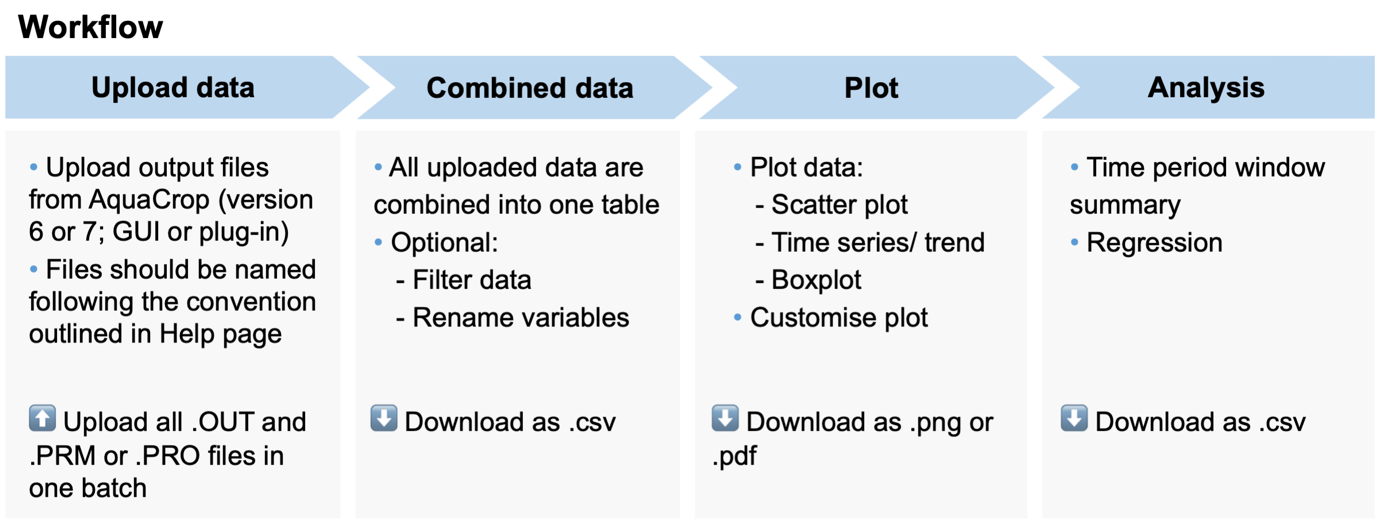 Workflow
Upload data
Combined data
Plot
Analysis
• Upload output files
from AquaCrop (version
6 or 7; GUI or plug-in)
• Files should be named
following the convention
outlined in Help page
Upload all .OUT and
.PRM or .PRO files in
one batch
• All uploaded data are
combined into one table
• Optional:
- Filter data
- Rename variables
Download as .csv
• Plot data:
- Scatter plot
- Time series/ trend
- Boxplot
• Customise plot
Download as .png or
.pdf
• Time period window
summary
• Regression
Download as .csv